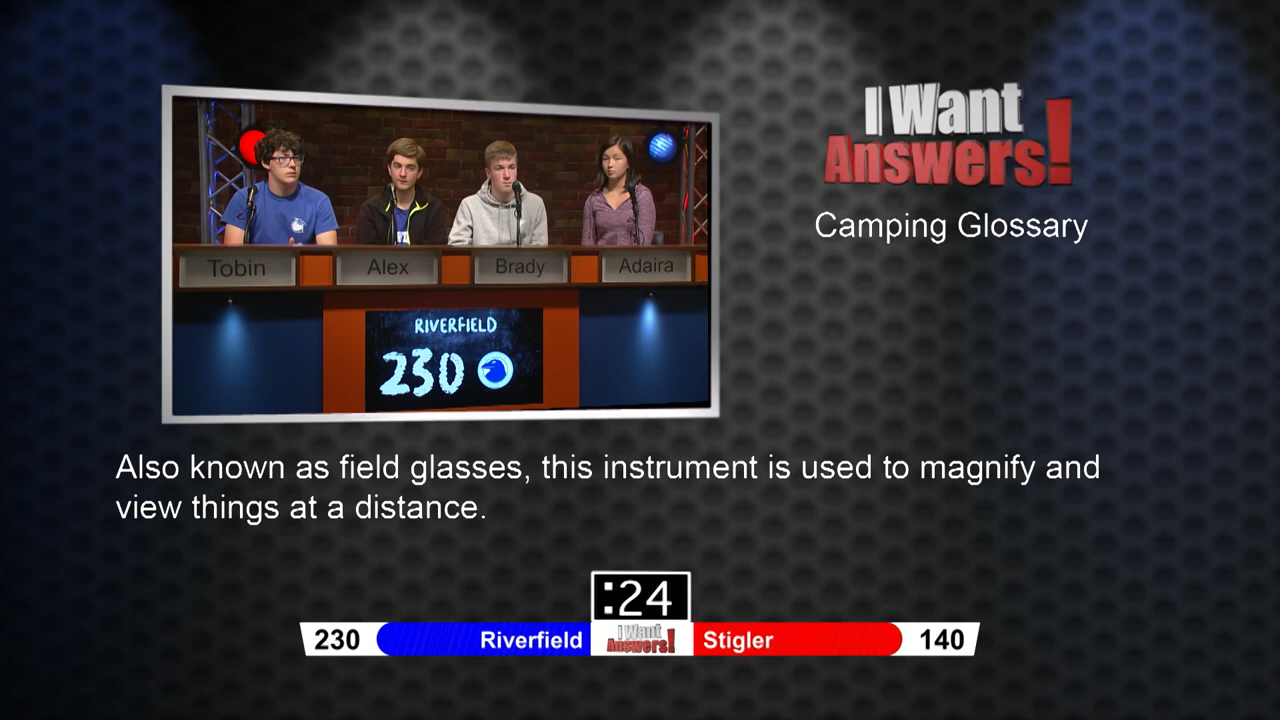 I Want
Answers!
Camping Glossary
Tobin
Alex
Brady
Adaira
RIVERFIELD
230
Also known as field glasses, this instrument is used to magnify and
view things at a distance.
:24
230
Riverfield
I Want
Answers!
Stigler
140